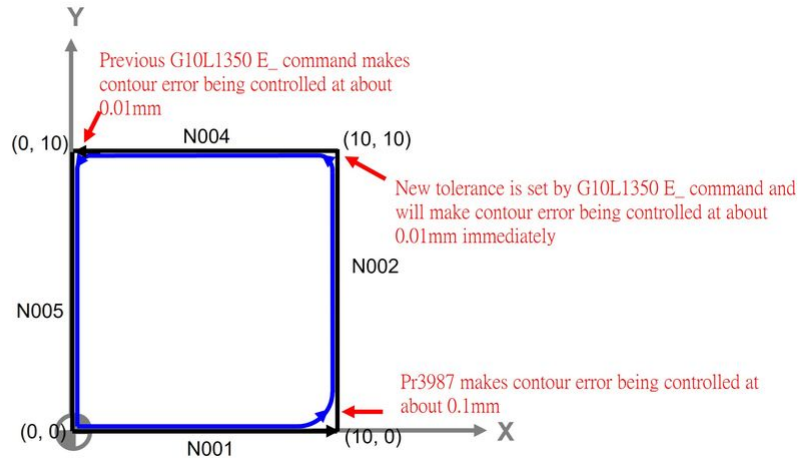 Y
Previous G10L1350 E_ command makes
contour error being controlled at about
0.01mm
N004
(0, 10)
(10, 10)
New tolerance is set by G10L1350 E_ command and
will make contour error being controlled at about
0.01mm immediately
N002
N005
Pr3987 makes contour error being controlled at
about 0.1mm
(0, 0)
(10, 0)
X
N001